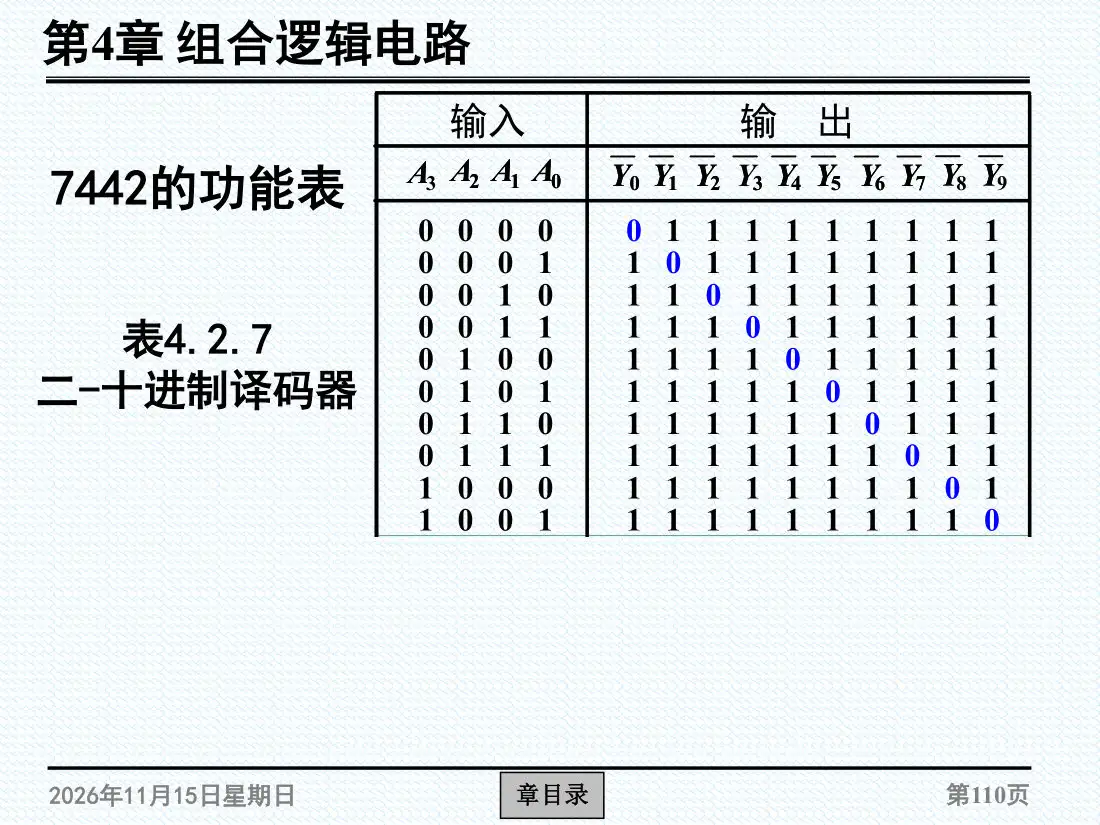 第4章 组合逻辑电路
7442的功能表
表4.2.7
二-十进制译码器
输入 输 出
A₃ A₂ A₁ A₀ Y̅₀ Y̅₁ Y̅₂ Y̅₃ Y̅₄ Y̅₅ Y̅₆ Y̅₇ Y̅₈ Y̅₉
0 0 0 0 0 1 1 1 1 1 1 1 1 1
0 0 0 1 1 0 1 1 1 1 1 1 1 1
0 0 1 0 1 1 0 1 1 1 1 1 1 1
0 0 1 1 1 1 1 0 1 1 1 1 1 1
0 1 0 0 1 1 1 1 0 1 1 1 1 1
0 1 0 1 1 1 1 1 1 0 1 1 1 1
0 1 1 0 1 1 1 1 1 1 0 1 1 1
0 1 1 1 1 1 1 1 1 1 1 0 1 1
1 0 0 0 1 1 1 1 1 1 1 1 0 1
1 0 0 1 1 1 1 1 1 1 1 1 1 0
2026年11月15日星期日
章目录
第110页